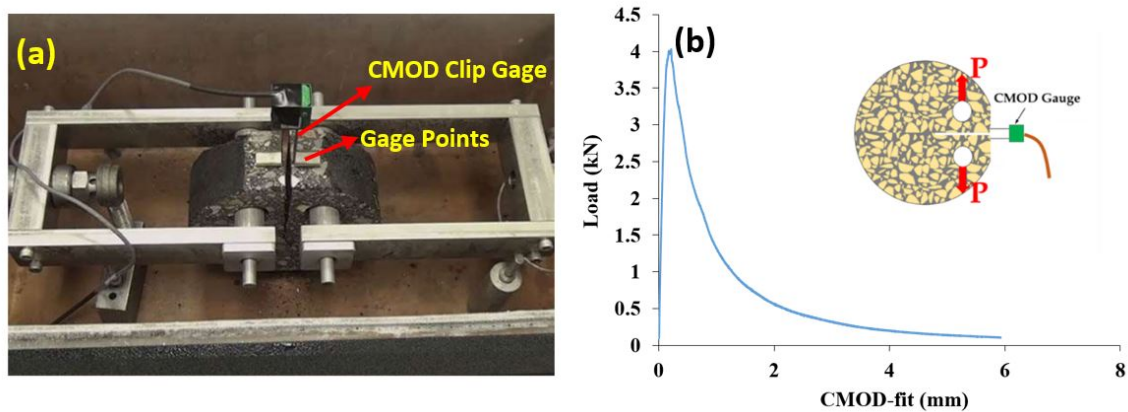 (a)
CMOD Clip Gage
Gage Points
(b)
4.5
4
3.5
3
2.5
2
1.5
1
0.5
0
0 2 4 6 8
Load (kN)
CMOD-fit (mm)
P
CMOD Gauge
P